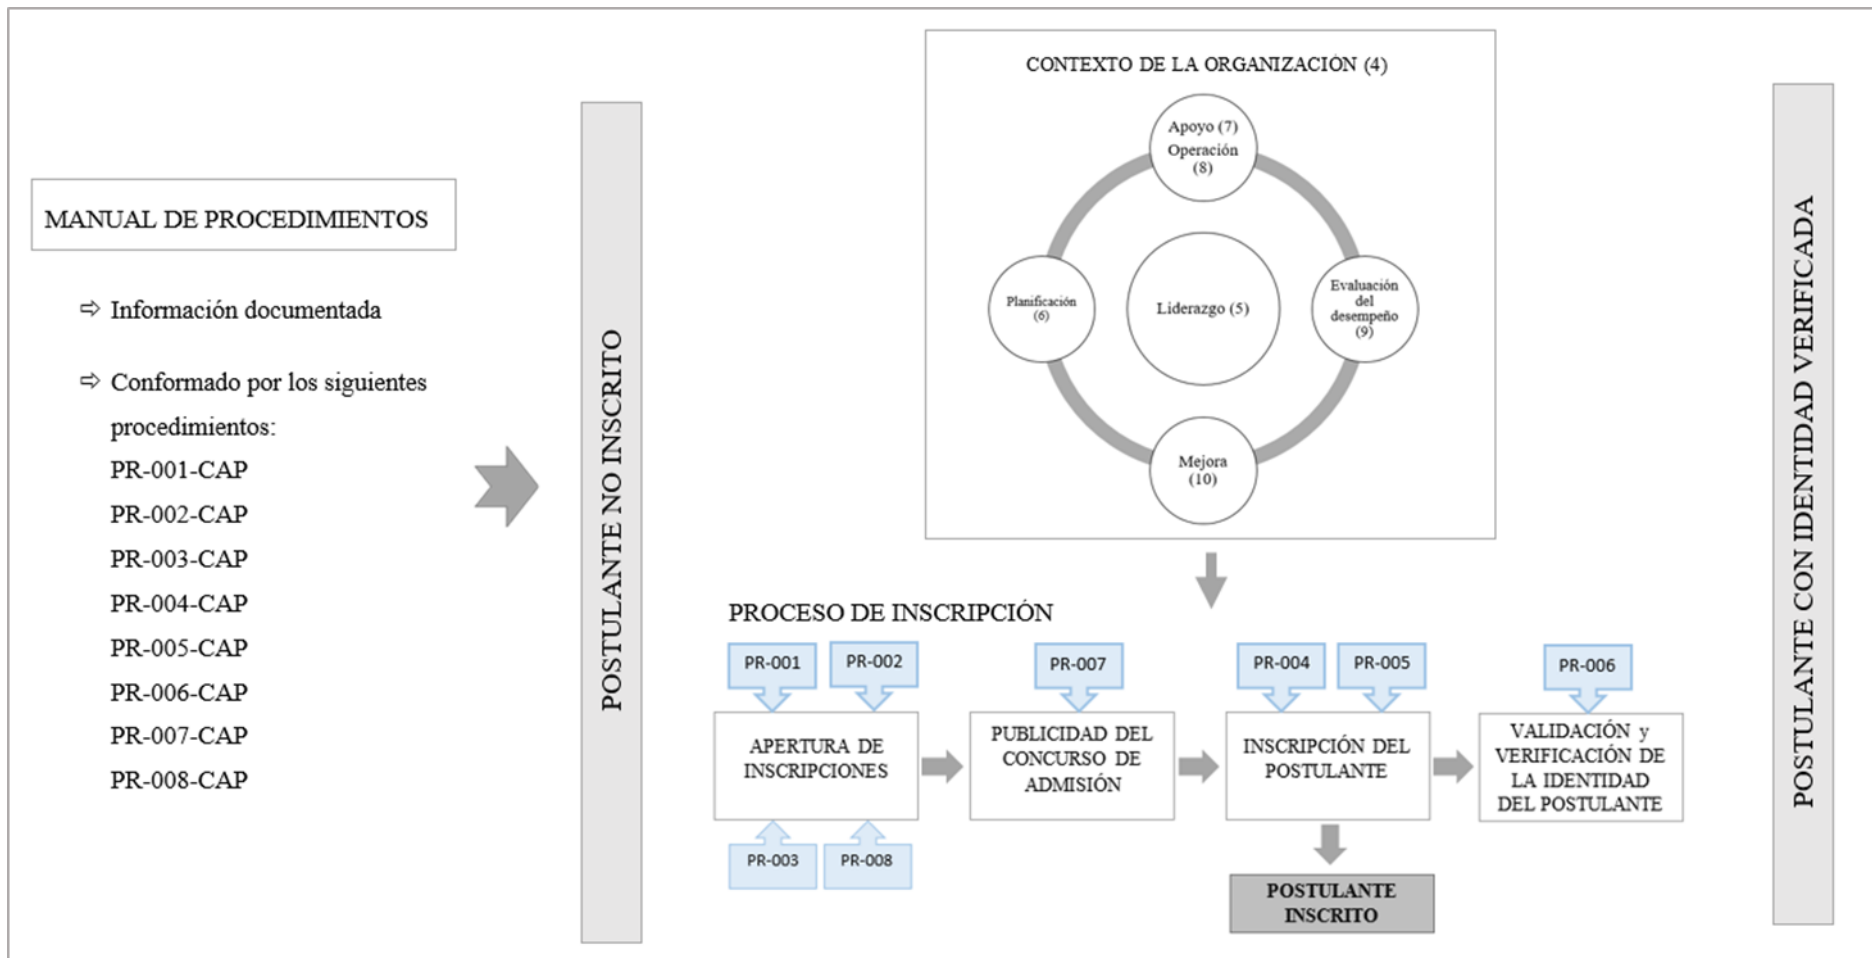 MANUAL DE PROCEDIMIENTOS
⇨ Información documentada
⇨ Conformado por los siguientes
procedimientos:
PR-001-CAP
PR-002-CAP
PR-003-CAP
PR-004-CAP
PR-005-CAP
PR-006-CAP
PR-007-CAP
PR-008-CAP
POSTULANTE NO INSCRITO
CONTEXTO DE LA ORGANIZACIÓN (4)
Apoyo (7)
Operación
(8)
Planificación
(6)
Liderazgo (5)
Evaluación
del
desempeño
(9)
Mejora
(10)
PROCESO DE INSCRIPCIÓN
PR-001
PR-002
PR-007
PR-004
PR-005
PR-006
APERTURA DE
INSCRIPCIONES
PUBLICIDAD DEL
CONCURSO DE
ADMISIÓN
INSCRIPCIÓN DEL
POSTULANTE
VALIDACIÓN y
VERIFICACIÓN DE
LA IDENTIDAD
DEL POSTULANTE
PR-003
PR-008
POSTULANTE
INSCRITO
POSTULANTE CON IDENTIDAD VERIFICADA